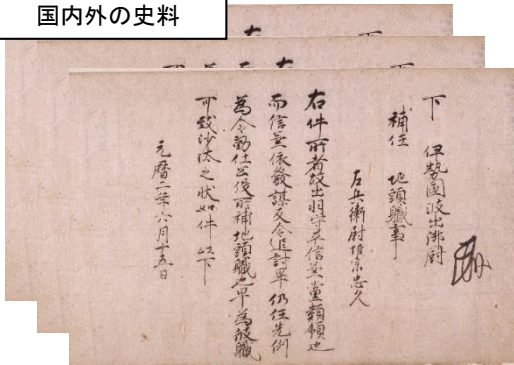 国内外の史料
下 伊勢國波出御厨
補任 地頭職事
左兵衛尉惟宗忠久
右件所者故出羽守平信兼黨類領也
而信兼依發謀反令追討畢仍任先例
為令勤仕公役所補地頭職也早為彼職
可致沙汰之状如件以下
元暦二年六月十五日